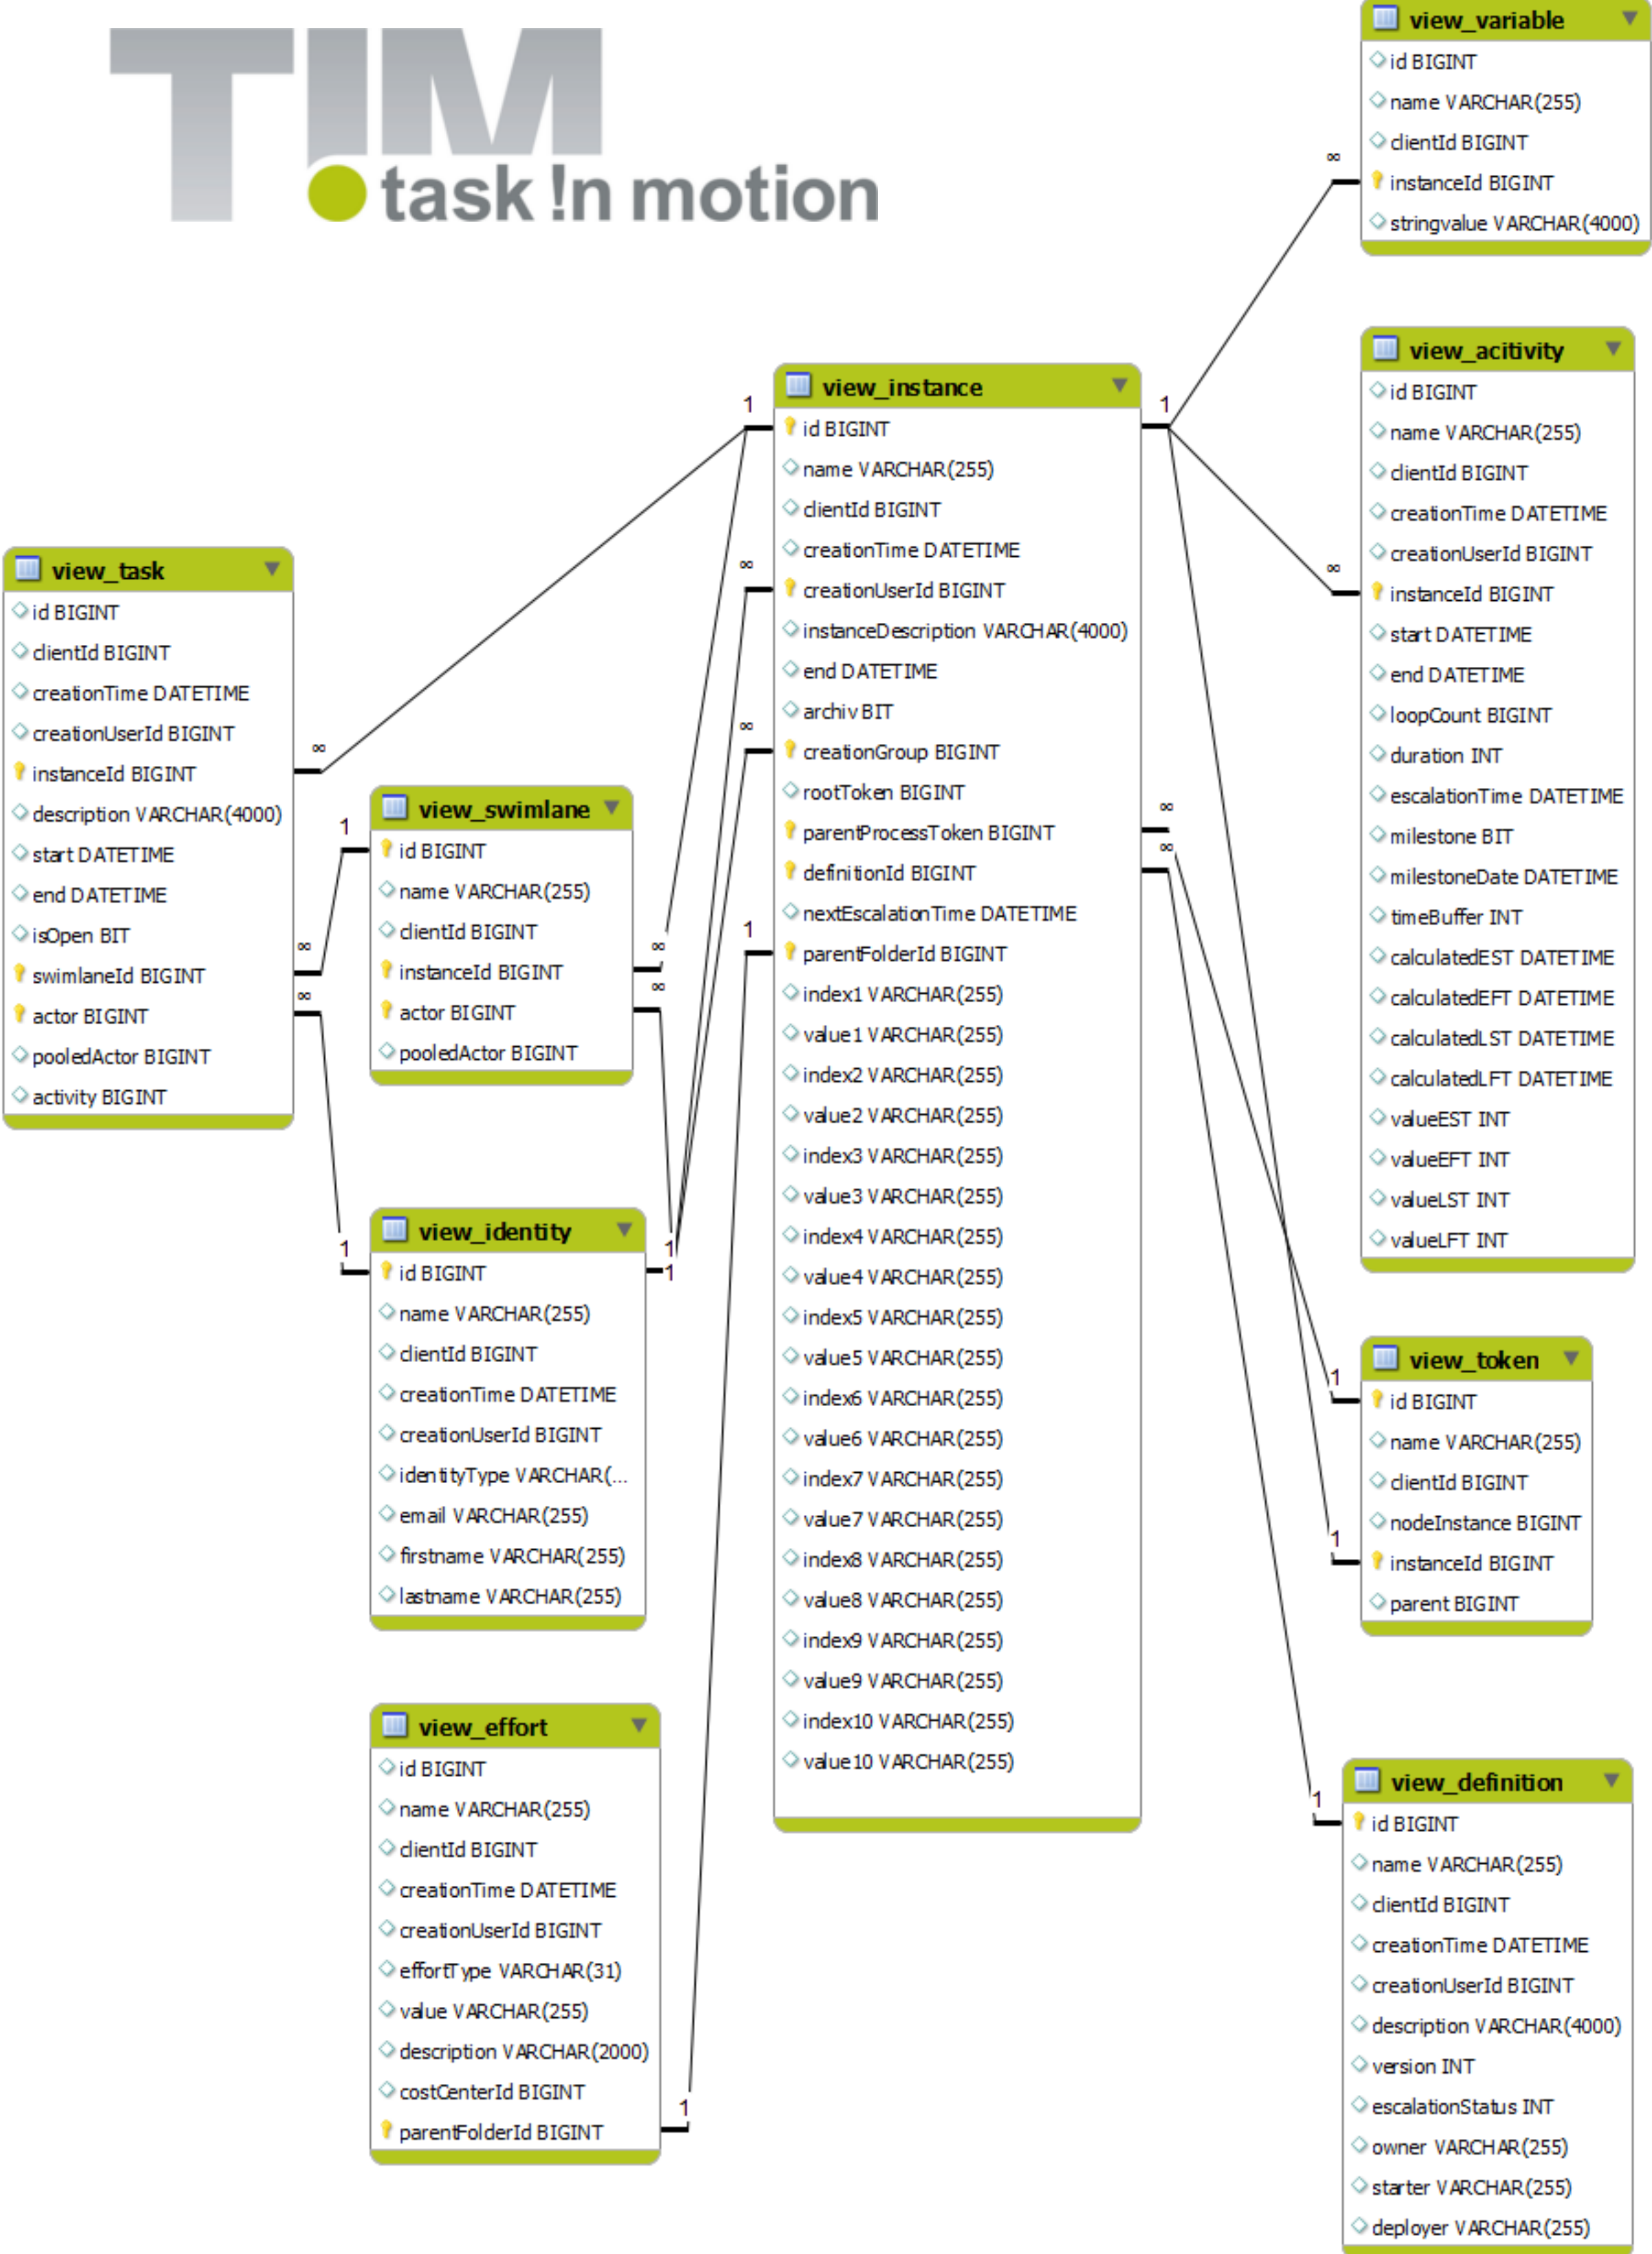 TIM
task !n motion
view_variable
id BIGINT
name VARCHAR(255)
clientId BIGINT
instanceId BIGINT
stringvalue VARCHAR(4000)
∞
view_acitivity
id BIGINT
name VARCHAR(255)
clientId BIGINT
creationTime DATETIME
creationUserId BIGINT
instanceId BIGINT
start DATETIME
end DATETIME
loopCount BIGINT
duration INT
escalationTime DATETIME
milestone BIT
milestoneDate DATETIME
timeBuffer INT
calculatedEST DATETIME
calculatedEFT DATETIME
calculatedLST DATETIME
calculatedLFT DATETIME
valueEST INT
valueEFT INT
valueLST INT
valueLFT INT
∞
view_instance
id BIGINT
name VARCHAR(255)
clientId BIGINT
creationTime DATETIME
creationUserId BIGINT
instanceDescription VARCHAR(4000)
end DATETIME
archiv BIT
creationGroup BIGINT
rootToken BIGINT
parentProcessToken BIGINT
definitionId BIGINT
nextEscalationTime DATETIME
parentFolderId BIGINT
index1 VARCHAR(255)
value1 VARCHAR(255)
index2 VARCHAR(255)
value2 VARCHAR(255)
index3 VARCHAR(255)
value3 VARCHAR(255)
index4 VARCHAR(255)
value4 VARCHAR(255)
index5 VARCHAR(255)
value5 VARCHAR(255)
index6 VARCHAR(255)
value6 VARCHAR(255)
index7 VARCHAR(255)
value7 VARCHAR(255)
index8 VARCHAR(255)
value8 VARCHAR(255)
index9 VARCHAR(255)
value9 VARCHAR(255)
index10 VARCHAR(255)
value10 VARCHAR(255)
1
1
∞
∞
∞
∞
1
view_task
id BIGINT
clientId BIGINT
creationTime DATETIME
creationUserId BIGINT
instanceId BIGINT
description VARCHAR(4000)
start DATETIME
end DATETIME
isOpen BIT
swimlaneId BIGINT
actor BIGINT
pooledActor BIGINT
activity BIGINT
∞
∞
∞
view_swimlane
id BIGINT
name VARCHAR(255)
clientId BIGINT
instanceId BIGINT
actor BIGINT
pooledActor BIGINT
1
∞
∞
view_identity
id BIGINT
name VARCHAR(255)
clientId BIGINT
creationTime DATETIME
creationUserId BIGINT
identityType VARCHAR(...
email VARCHAR(255)
firstname VARCHAR(255)
lastname VARCHAR(255)
1
1
1
view_effort
id BIGINT
name VARCHAR(255)
clientId BIGINT
creationTime DATETIME
creationUserId BIGINT
effortType VARCHAR(31)
value VARCHAR(255)
description VARCHAR(2000)
costCenterId BIGINT
parentFolderId BIGINT
1
view_token
id BIGINT
name VARCHAR(255)
clientId BIGINT
nodeInstance BIGINT
instanceId BIGINT
parent BIGINT
1
1
view_definition
id BIGINT
name VARCHAR(255)
clientId BIGINT
creationTime DATETIME
creationUserId BIGINT
description VARCHAR(4000)
version INT
escalationStatus INT
owner VARCHAR(255)
starter VARCHAR(255)
deployer VARCHAR(255)
1